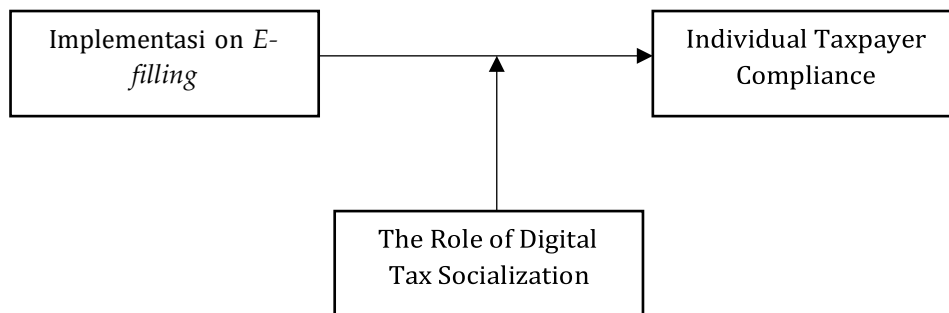 Implementasi on E-
filling
Individual Taxpayer
Compliance
The Role of Digital
Tax Socialization